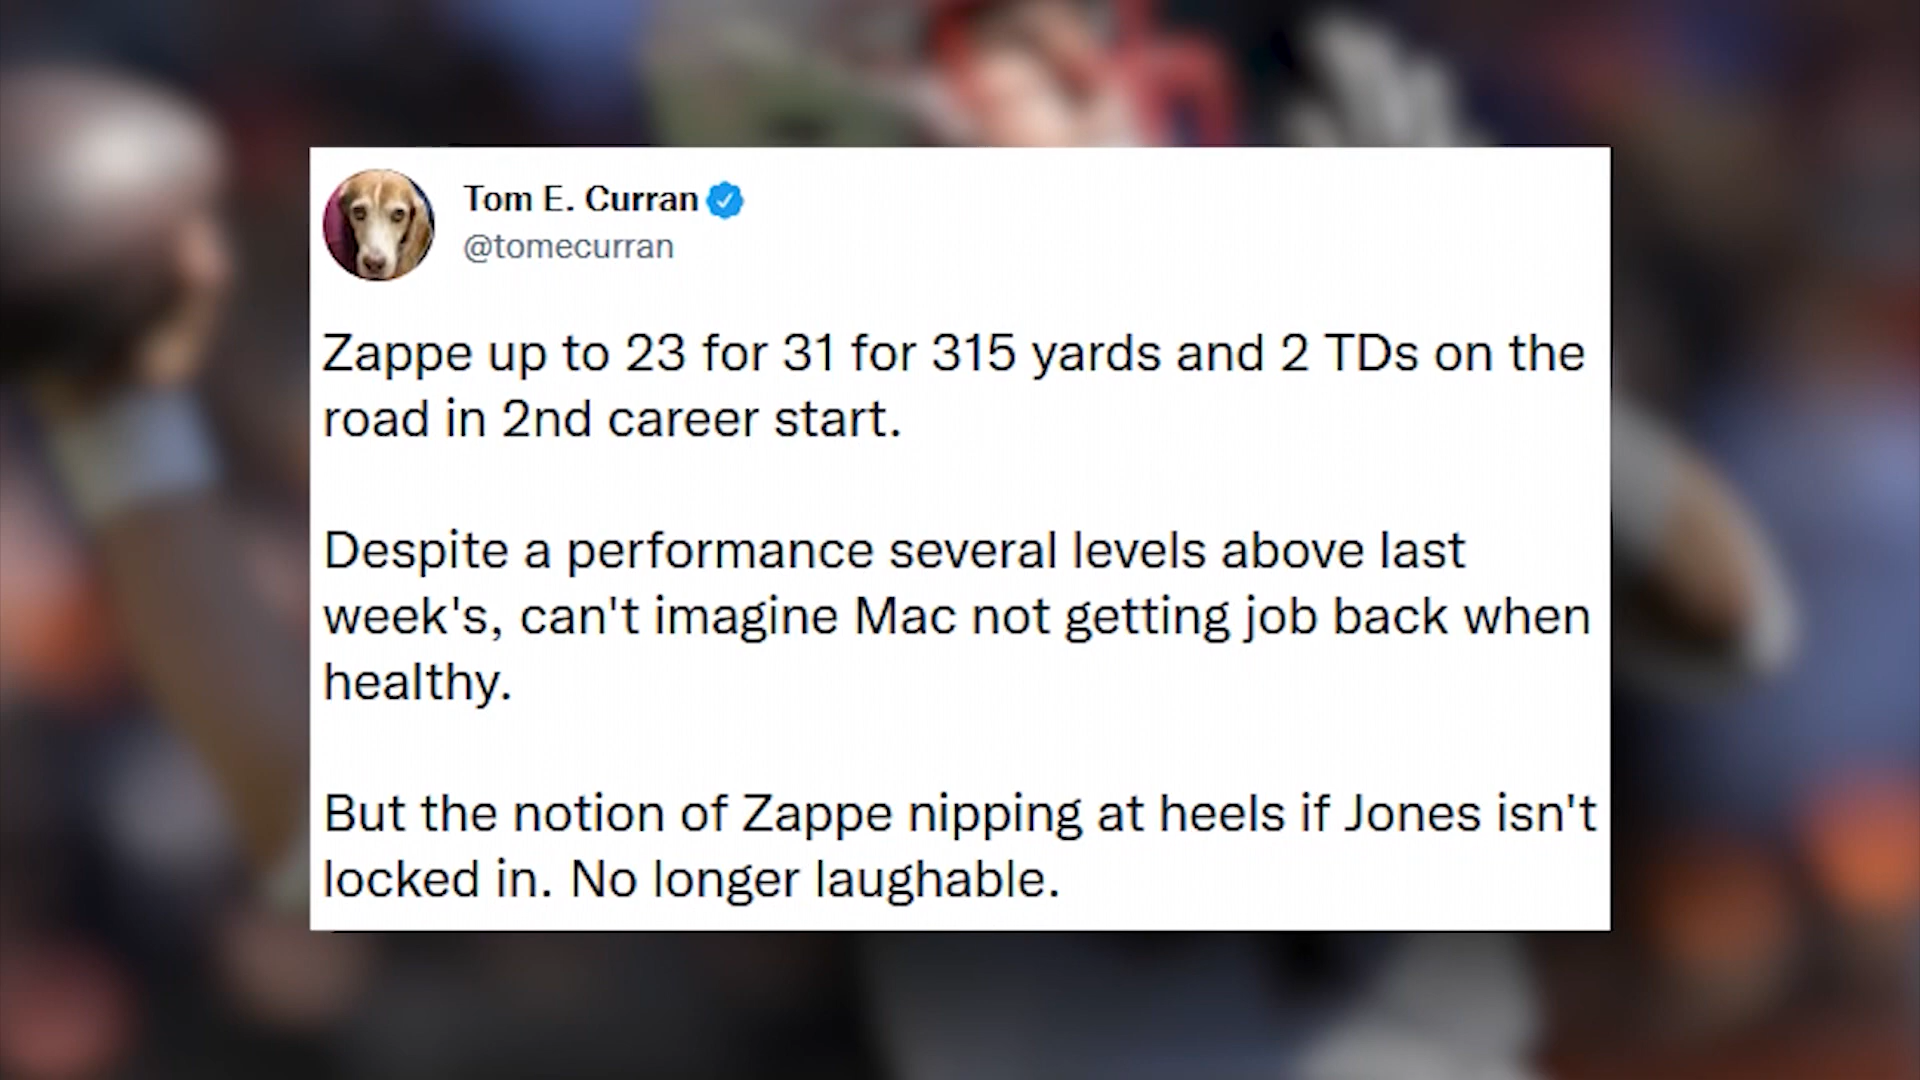 Tom E. Curran
@tomecurran
Zappe up to 23 for 31 for 315 yards and 2 TDs on the
road in 2nd career start.
Despite a performance several levels above last
week's, can't imagine Mac not getting job back when
healthy.
But the notion of Zappe nipping at heels if Jones isn't
locked in. No longer laughable.